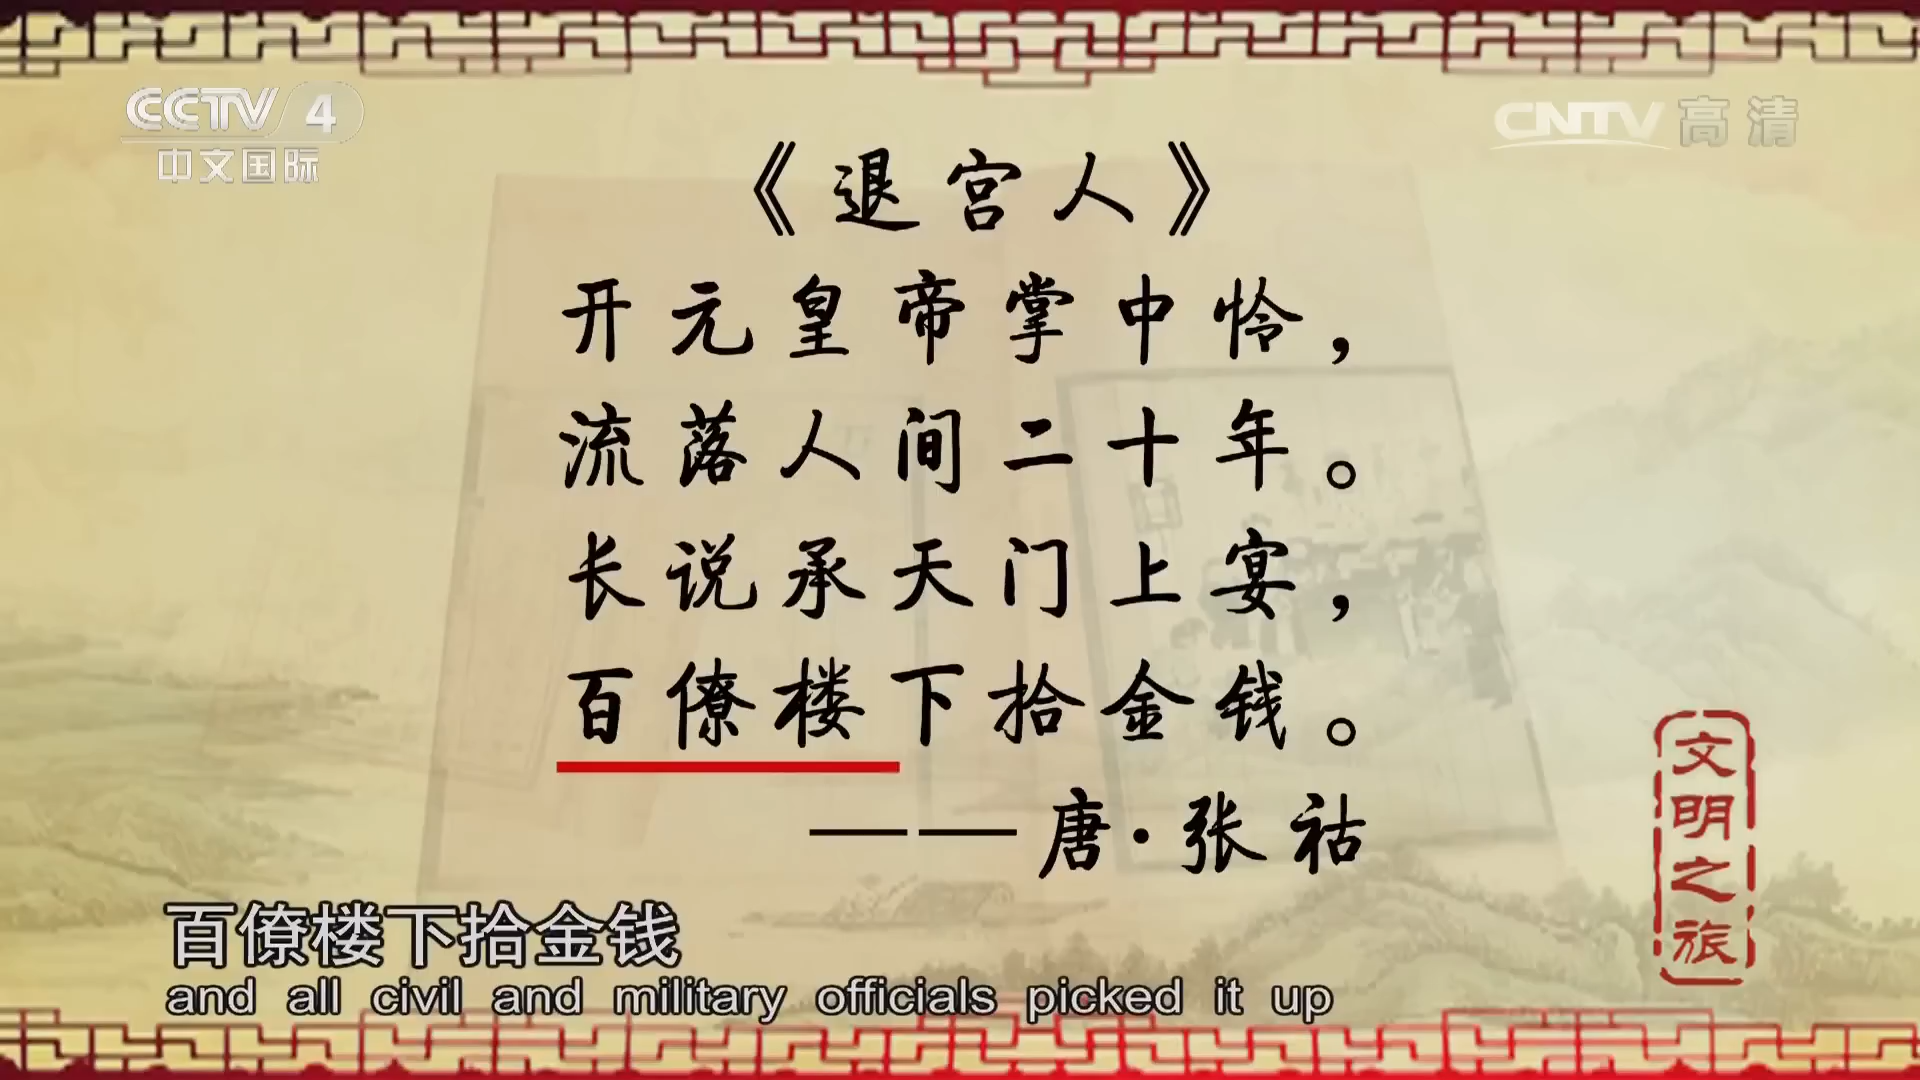 CCTV 4
中文国际
CNTV 高清
《退宫人》
开元皇帝掌中怜，
流落人间二十年。
长说承天门上宴，
百僚楼下拾金钱。
——唐·张祜
文明之旅
百僚楼下拾金钱
and all civil and military officials picked it up